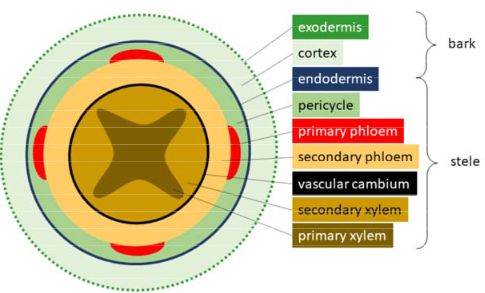 exodermis
bark
cortex
endodermis
pericycle
primary phloem
secondary phloem
stele
vascular cambium
secondary xylem
primary xylem